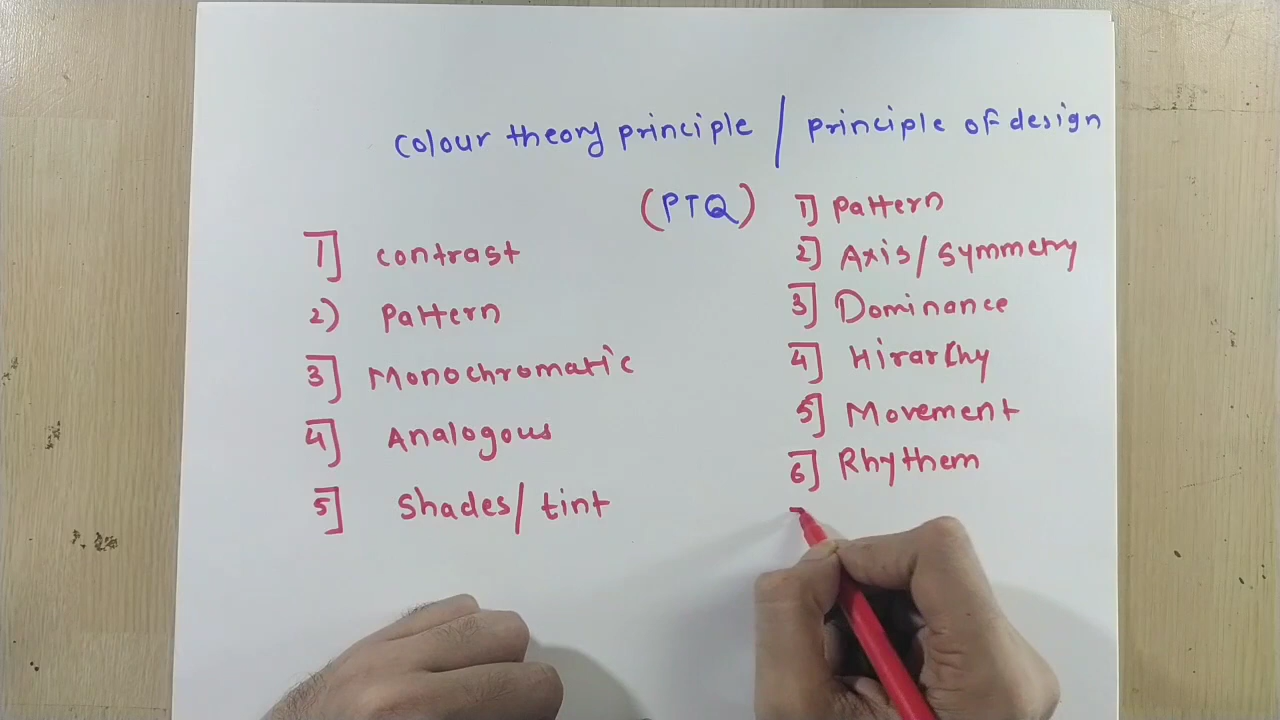 colour theory principle / principle of design
(PTQ)
1] contrast
2) pattern
3] Monochromatic
4] Analogous
5] shades/ tint
1] pattern
2] Axis/ symmetry
3] Dominance
4] Hirarchy
5] Movement
6] Rhythem